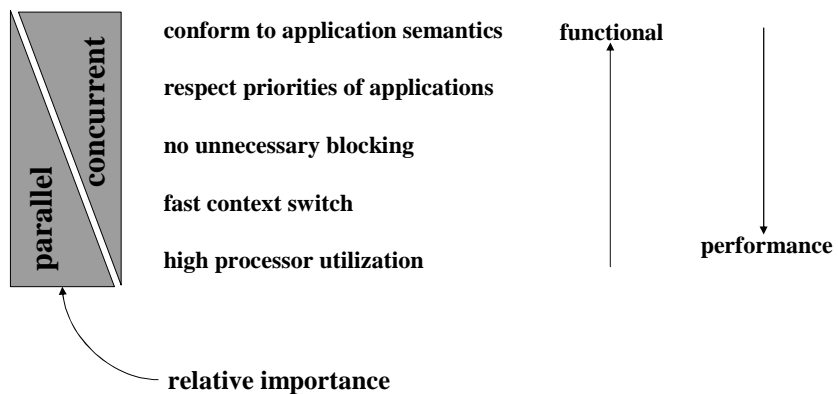 conform to application semantics
functional
respect priorities of applications
no unnecessary blocking
fast context switch
high processor utilization
performance
concurrent
parallel
relative importance